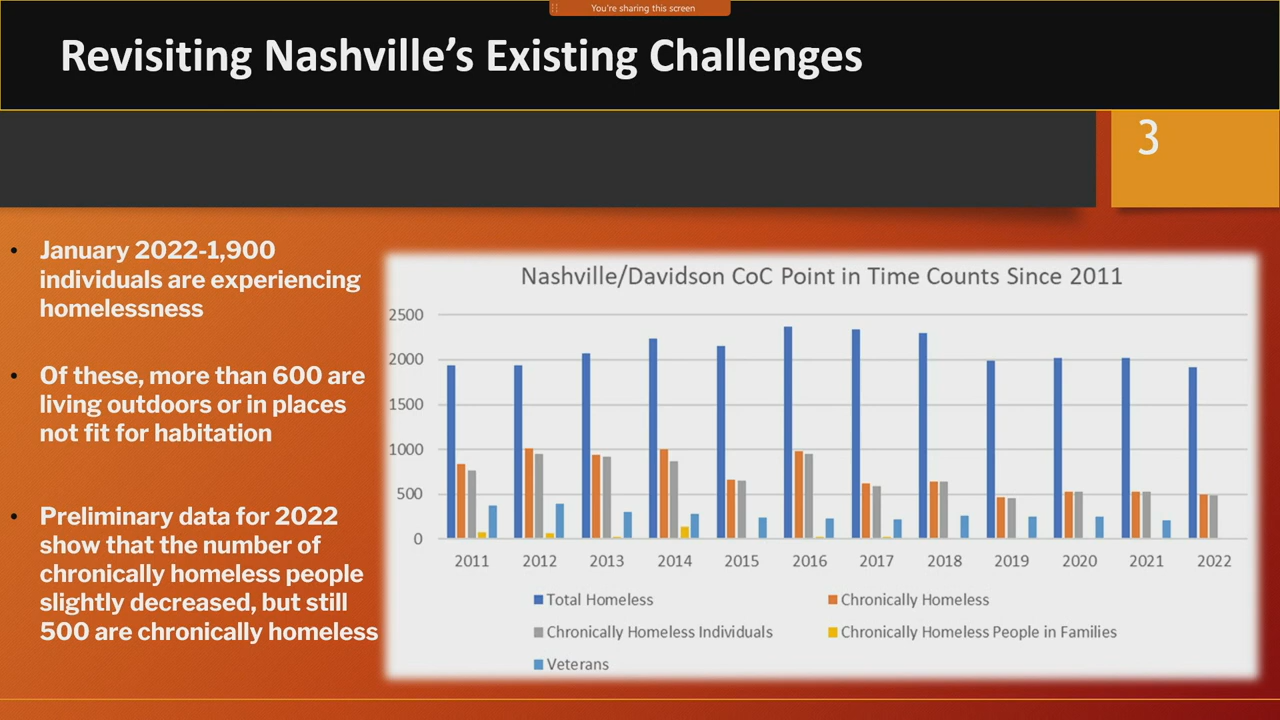 You're sharing this screen
Revisiting Nashville's Existing Challenges
3
• January 2022-1,900
individuals are experiencing
homelessness
• Of these, more than 600 are
living outdoors or in places
not fit for habitation
• Preliminary data for 2022
show that the number of
chronically homeless people
slightly decreased, but still
500 are chronically homeless
Nashville/Davidson CoC Point in Time Counts Since 2011
2500
2000
1500
1000
500
0
2011 2012 2013 2014 2015 2016 2017 2018 2019 2020 2021 2022
Total Homeless Chronically Homeless
Chronically Homeless Individuals Chronically Homeless People in Families
Veterans